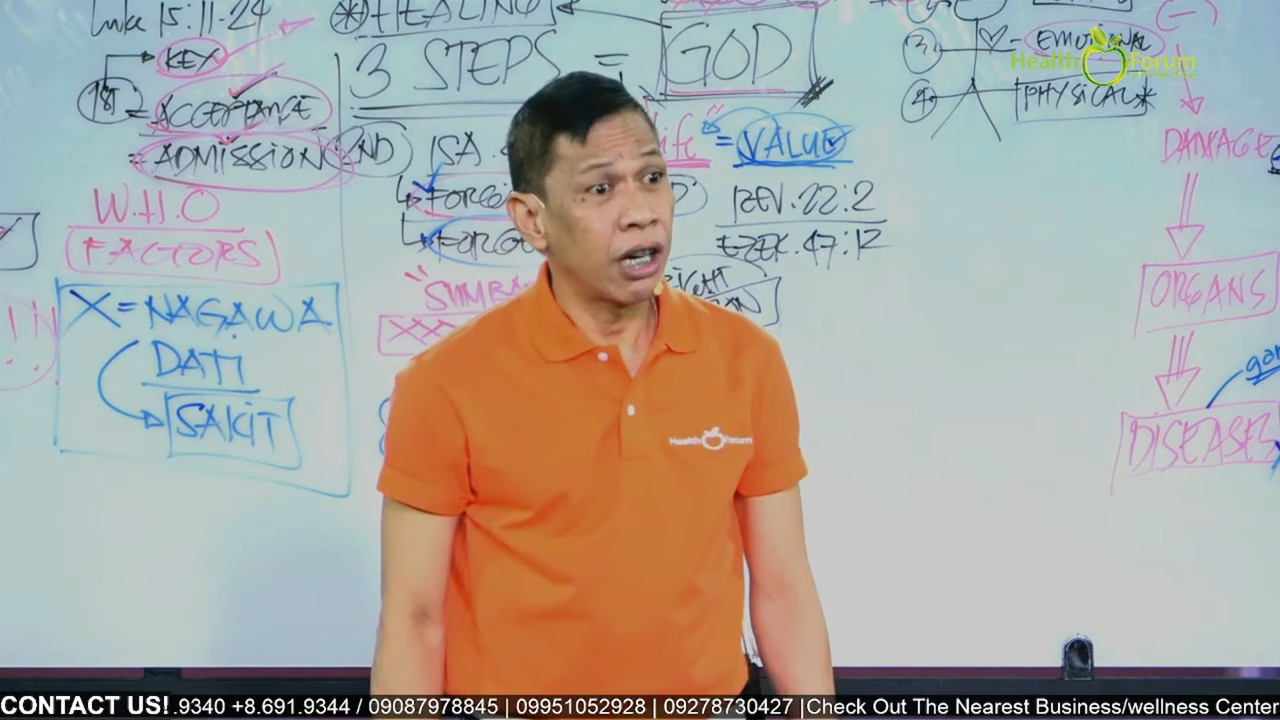 Luke 15:11-24
KEY
1st = ACCEPTANCE
= ADMISSION
W.H.O
FACTORS
X = NAGAWA
DATI
SAKIT
HEALING
3 STEPS = GOD
2ND
ISA.
= VALUE
REV. 22:2
EZEK. 47:12
3. - EMOTIONAL
4. PHYSICAL
(-)
DAMAGE
ORGANS
DISEASES
Health Forum
Health Forum
CONTACT US! .9340 +8.691.9344 / 09087978845 | 09951052928 | 09278730427 |Check Out The Nearest Business/wellness Center